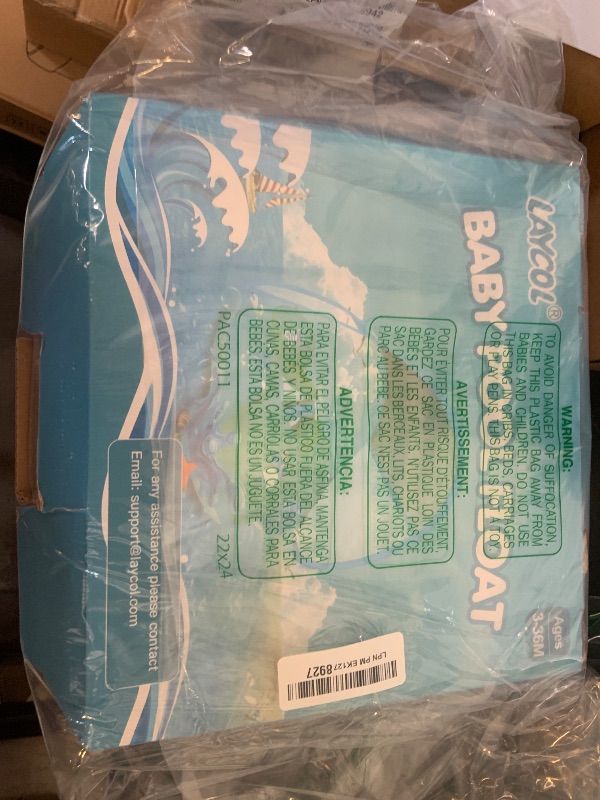 LAYCOL®
BABY POOL FLOAT
Ages
3-36M
WARNING:
TO AVOID DANGER OF SUFFOCATION,
KEEP THIS PLASTIC BAG AWAY FROM
BABIES AND CHILDREN. DO NOT USE
THIS BAG IN CRIBS, BEDS, CARRIAGES
OR PLAY PENS. THIS BAG IS NOT A TOY.
AVERTISSEMENT:
POUR EVITER TOUT RISQUE D'ÉTOUFFEMENT,
GARDEZ CE SAC EN PLASTIQUE LOIN DES
BÉBÉS ET LES ENFANTS. N'UTILISEZ PAS CE
SAC DANS LES BERCEAUX, LITS, CHARIOTS OU
PARC AU BEBE. CE SAC N'EST PAS UN JOUET.
ADVERTENCIA:
PARA EVITAR EL PELIGRO DE ASFIXIA, MANTENGA
ESTA BOLSA DE PLASTICO FUERA DEL ALCANCE
DE BEBES Y NIÑOS. NO USAR ESTA BOLSA EN
CUNAS, CAMAS, CARRIOLAS O CORRALES PARA
BEBES. ESTA BOLSA NO ES UN JUGUETE.
PAC50011
22x24
LPN PM EK127 8927
For any assistance please contact
Email: support@laycol.com